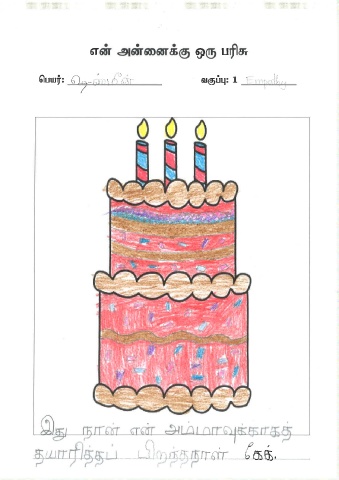 என் அன்னைக்கு ஒரு பரிசு
பெயர்: ஷெஸ்மீன் வகுப்பு: 1 Empathy
இது நான் என் அம்மாவுக்காகத்
தயாரித்தப் பிறந்தநாள் கேக்.